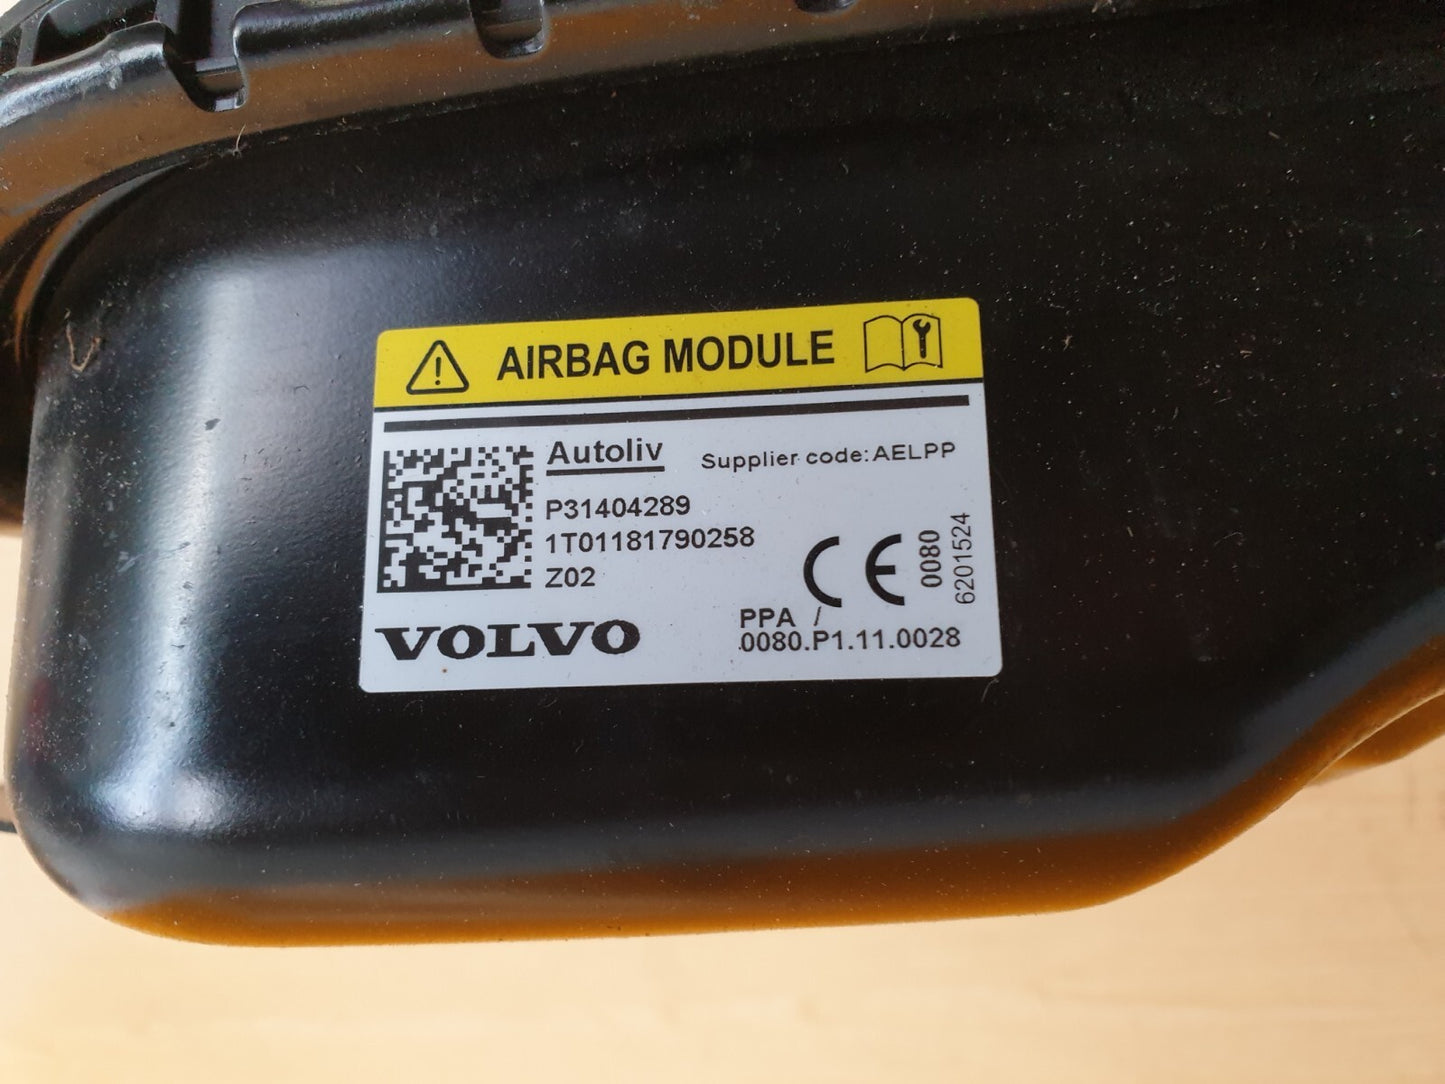 AIRBAG MODULE
Autoliv
Supplier code: AELPP
P31404289
1T01181790258
Z02
CE 0080
6201524
VOLVO
PPA /
0080.P1.11.0028